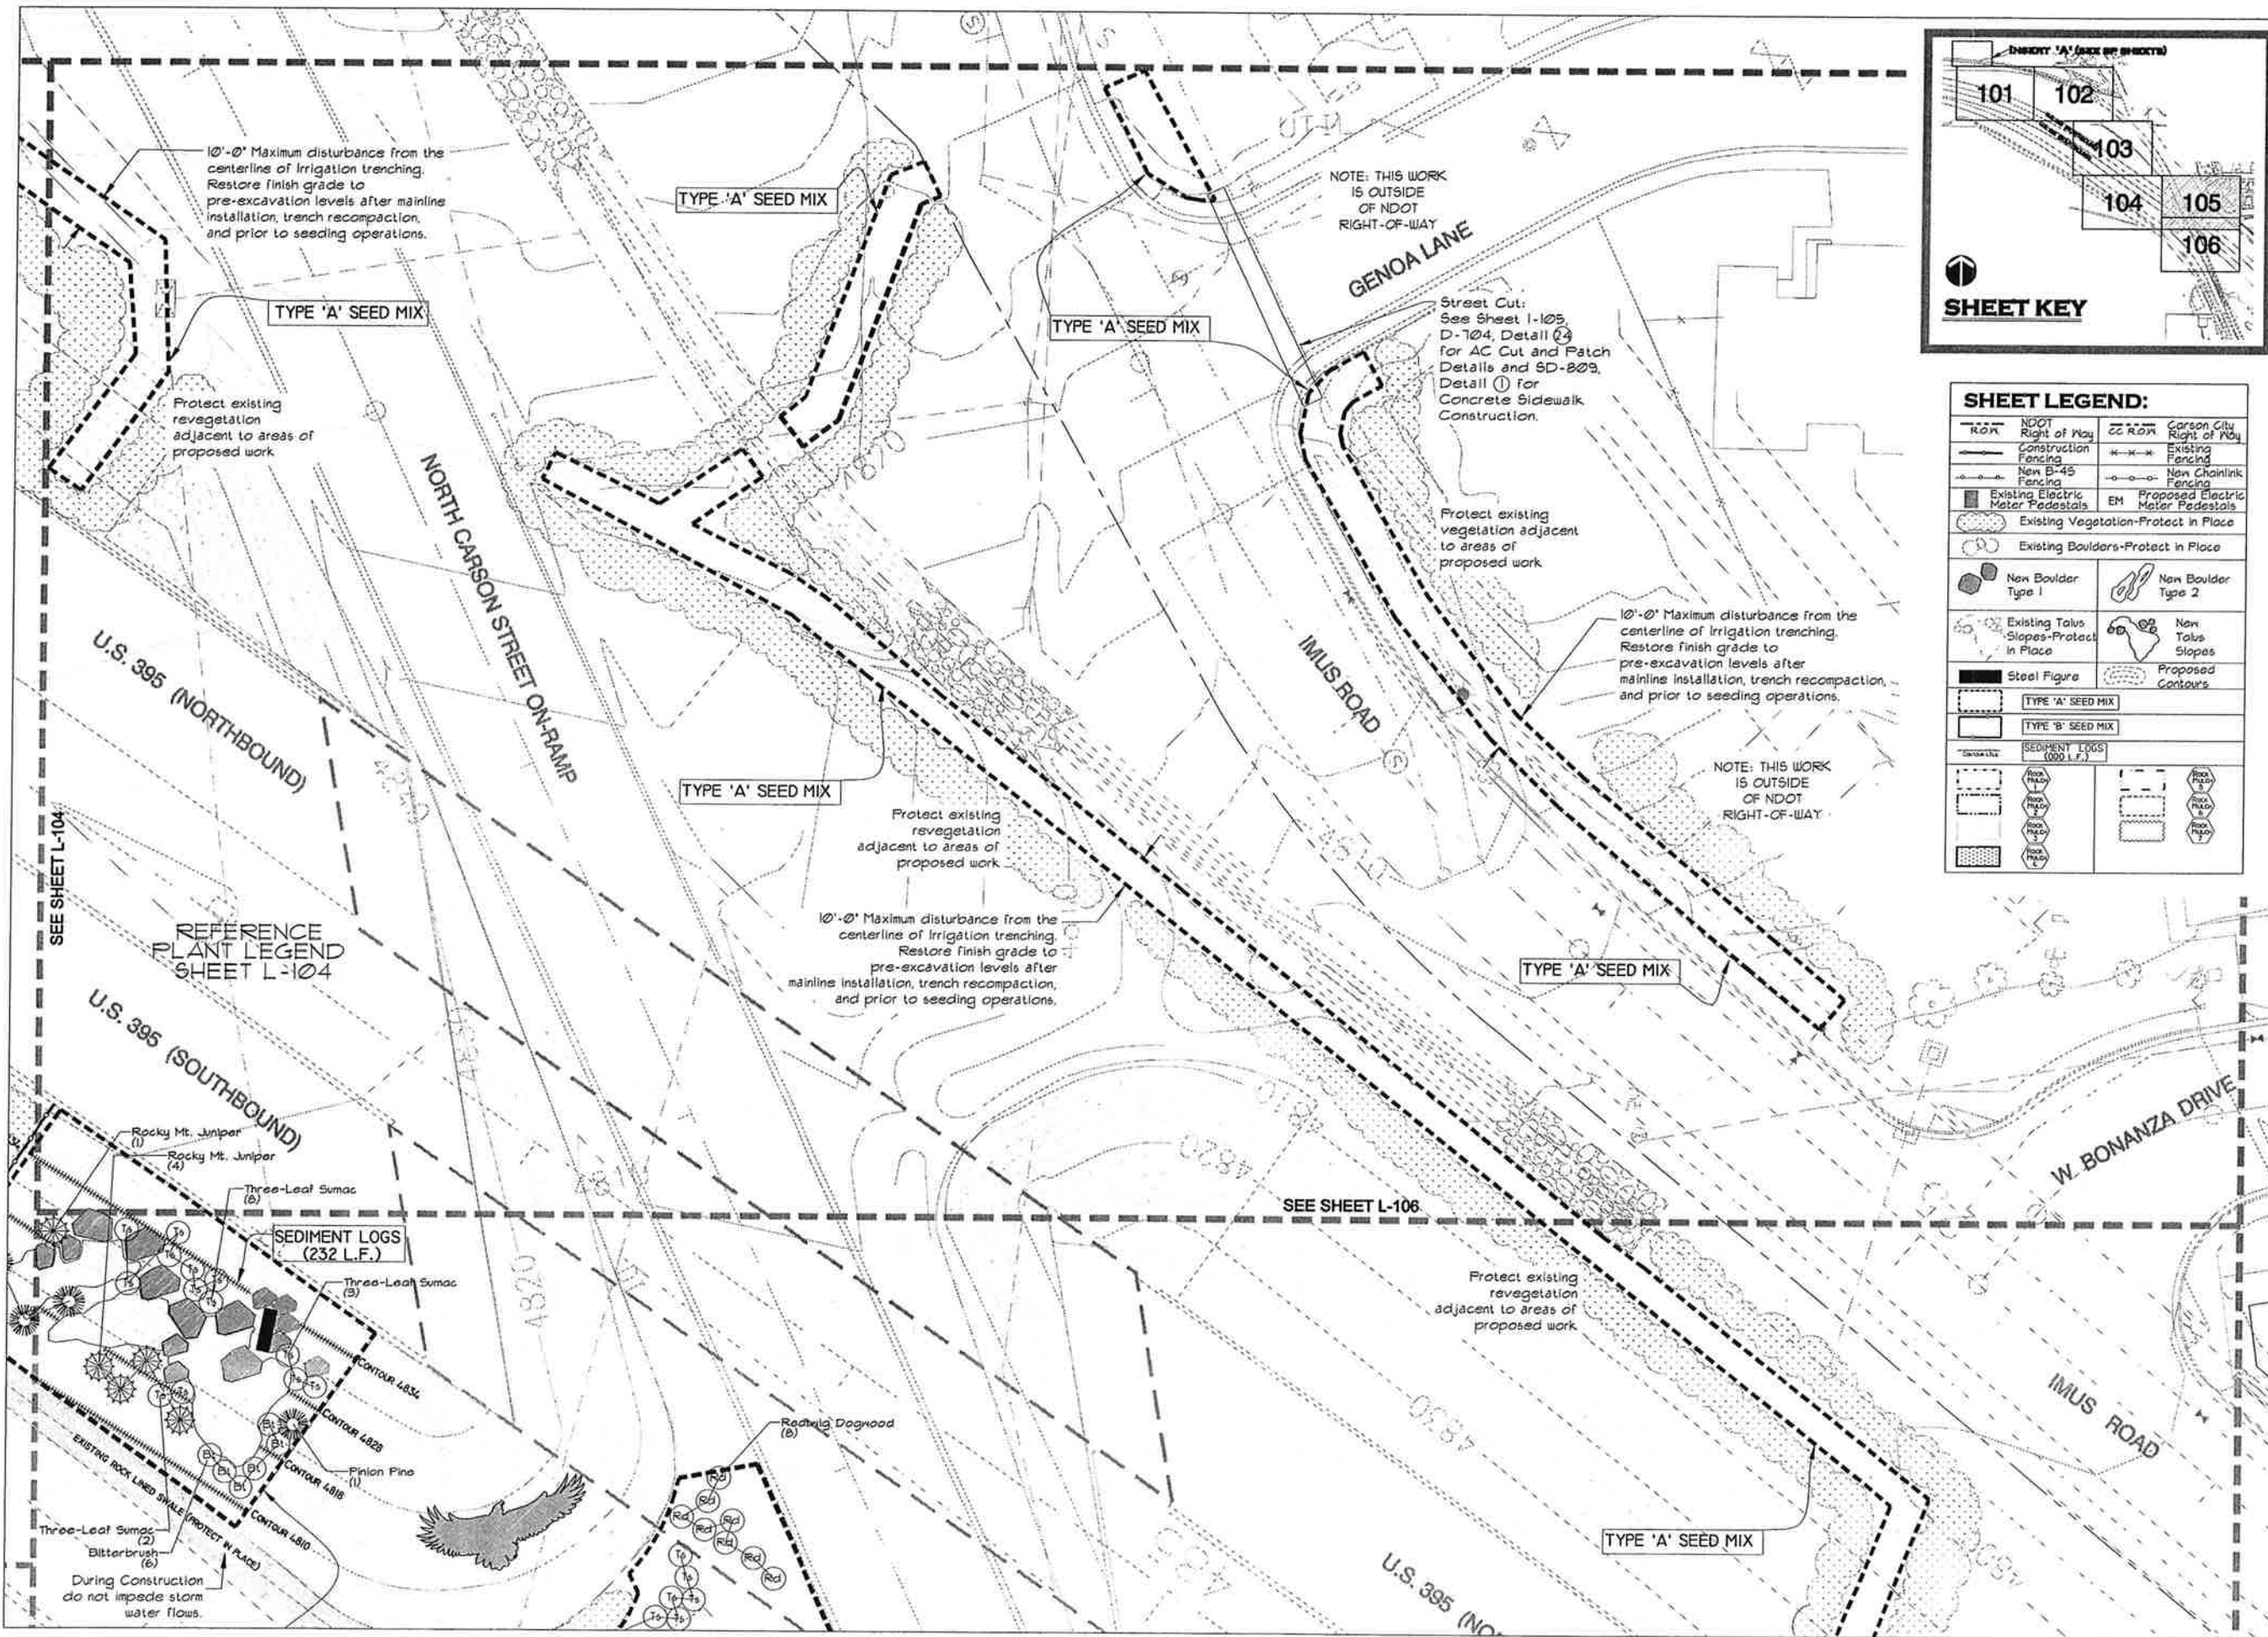 10'-0" Maximum disturbance from the
centerline of irrigation trenching.
Restore finish grade to
pre-excavation levels after mainline
installation, trench recompaction,
and prior to seeding operations.
TYPE 'A' SEED MIX
Protect existing
revegetation
adjacent to areas of
proposed work
TYPE 'A' SEED MIX
NORTH CARSON STREET ON-RAMP
U.S. 395 (NORTHBOUND)
SEE SHEET L-104
REFERENCE
PLANT LEGEND
SHEET L-104
U.S. 395 (SOUTHBOUND)
TYPE 'A' SEED MIX
NOTE: THIS WORK
IS OUTSIDE
OF NDOT
RIGHT-OF-WAY
GENOA LANE
Street Cut:
See Sheet I-105,
D-704, Detail 24
for AC Cut and Patch
Details and SD-809,
Detail 1 for
Concrete Sidewalk
Construction.
Protect existing
vegetation adjacent
to areas of
proposed work
IMUS ROAD
10'-0" Maximum disturbance from the
centerline of irrigation trenching.
Restore finish grade to
pre-excavation levels after
mainline installation, trench recompaction,
and prior to seeding operations.
NOTE: THIS WORK
IS OUTSIDE
OF NDOT
RIGHT-OF-WAY
TYPE 'A' SEED MIX
Protect existing
revegetation
adjacent to areas of
proposed work
10'-0" Maximum disturbance from the
centerline of irrigation trenching.
Restore finish grade to
pre-excavation levels after
mainline installation, trench recompaction,
and prior to seeding operations.
TYPE 'A' SEED MIX
W. BONANZA DRIVE
4810
4820
SEE SHEET L-106
Rocky Mt. Juniper
(1)
Rocky Mt. Juniper
(4)
Three-Leaf Sumac
(8)
SEDIMENT LOGS
(232 L.F.)
Three-Leaf Sumac
(3)
CONTOUR 4834
CONTOUR 4828
Pinion Pine
(1)
CONTOUR 4818
CONTOUR 4810
EXISTING ROCK LINED SWALE (PROTECT IN PLACE)
Three-Leaf Sumac
(2)
Bitterbrush
(6)
During Construction
do not impede storm
water flows.
4820
Redtwig Dogwood
(8)
Protect existing
revegetation
adjacent to areas of
proposed work
4830
IMUS ROAD
TYPE 'A' SEED MIX
U.S. 395 (NO
INSERT 'A' (SEE SP SHEETS)
101
102
103
104
105
106
SHEET KEY
SHEET LEGEND:
R.O.W. NDOT Right of Way
CC R.O.W. Carson City Right of Way
Construction Fencing
Existing Fencing
New B-45 Fencing
New Chainlink Fencing
Existing Electric Meter Pedestals
EM Proposed Electric Meter Pedestals
Existing Vegetation-Protect in Place
Existing Boulders-Protect in Place
New Boulder Type 1
New Boulder Type 2
Existing Talus Slopes-Protect in Place
New Talus Slopes
Steel Figure
Proposed Contours
TYPE 'A' SEED MIX
TYPE 'B' SEED MIX
SEDIMENT LOGS
(000 L.F.)